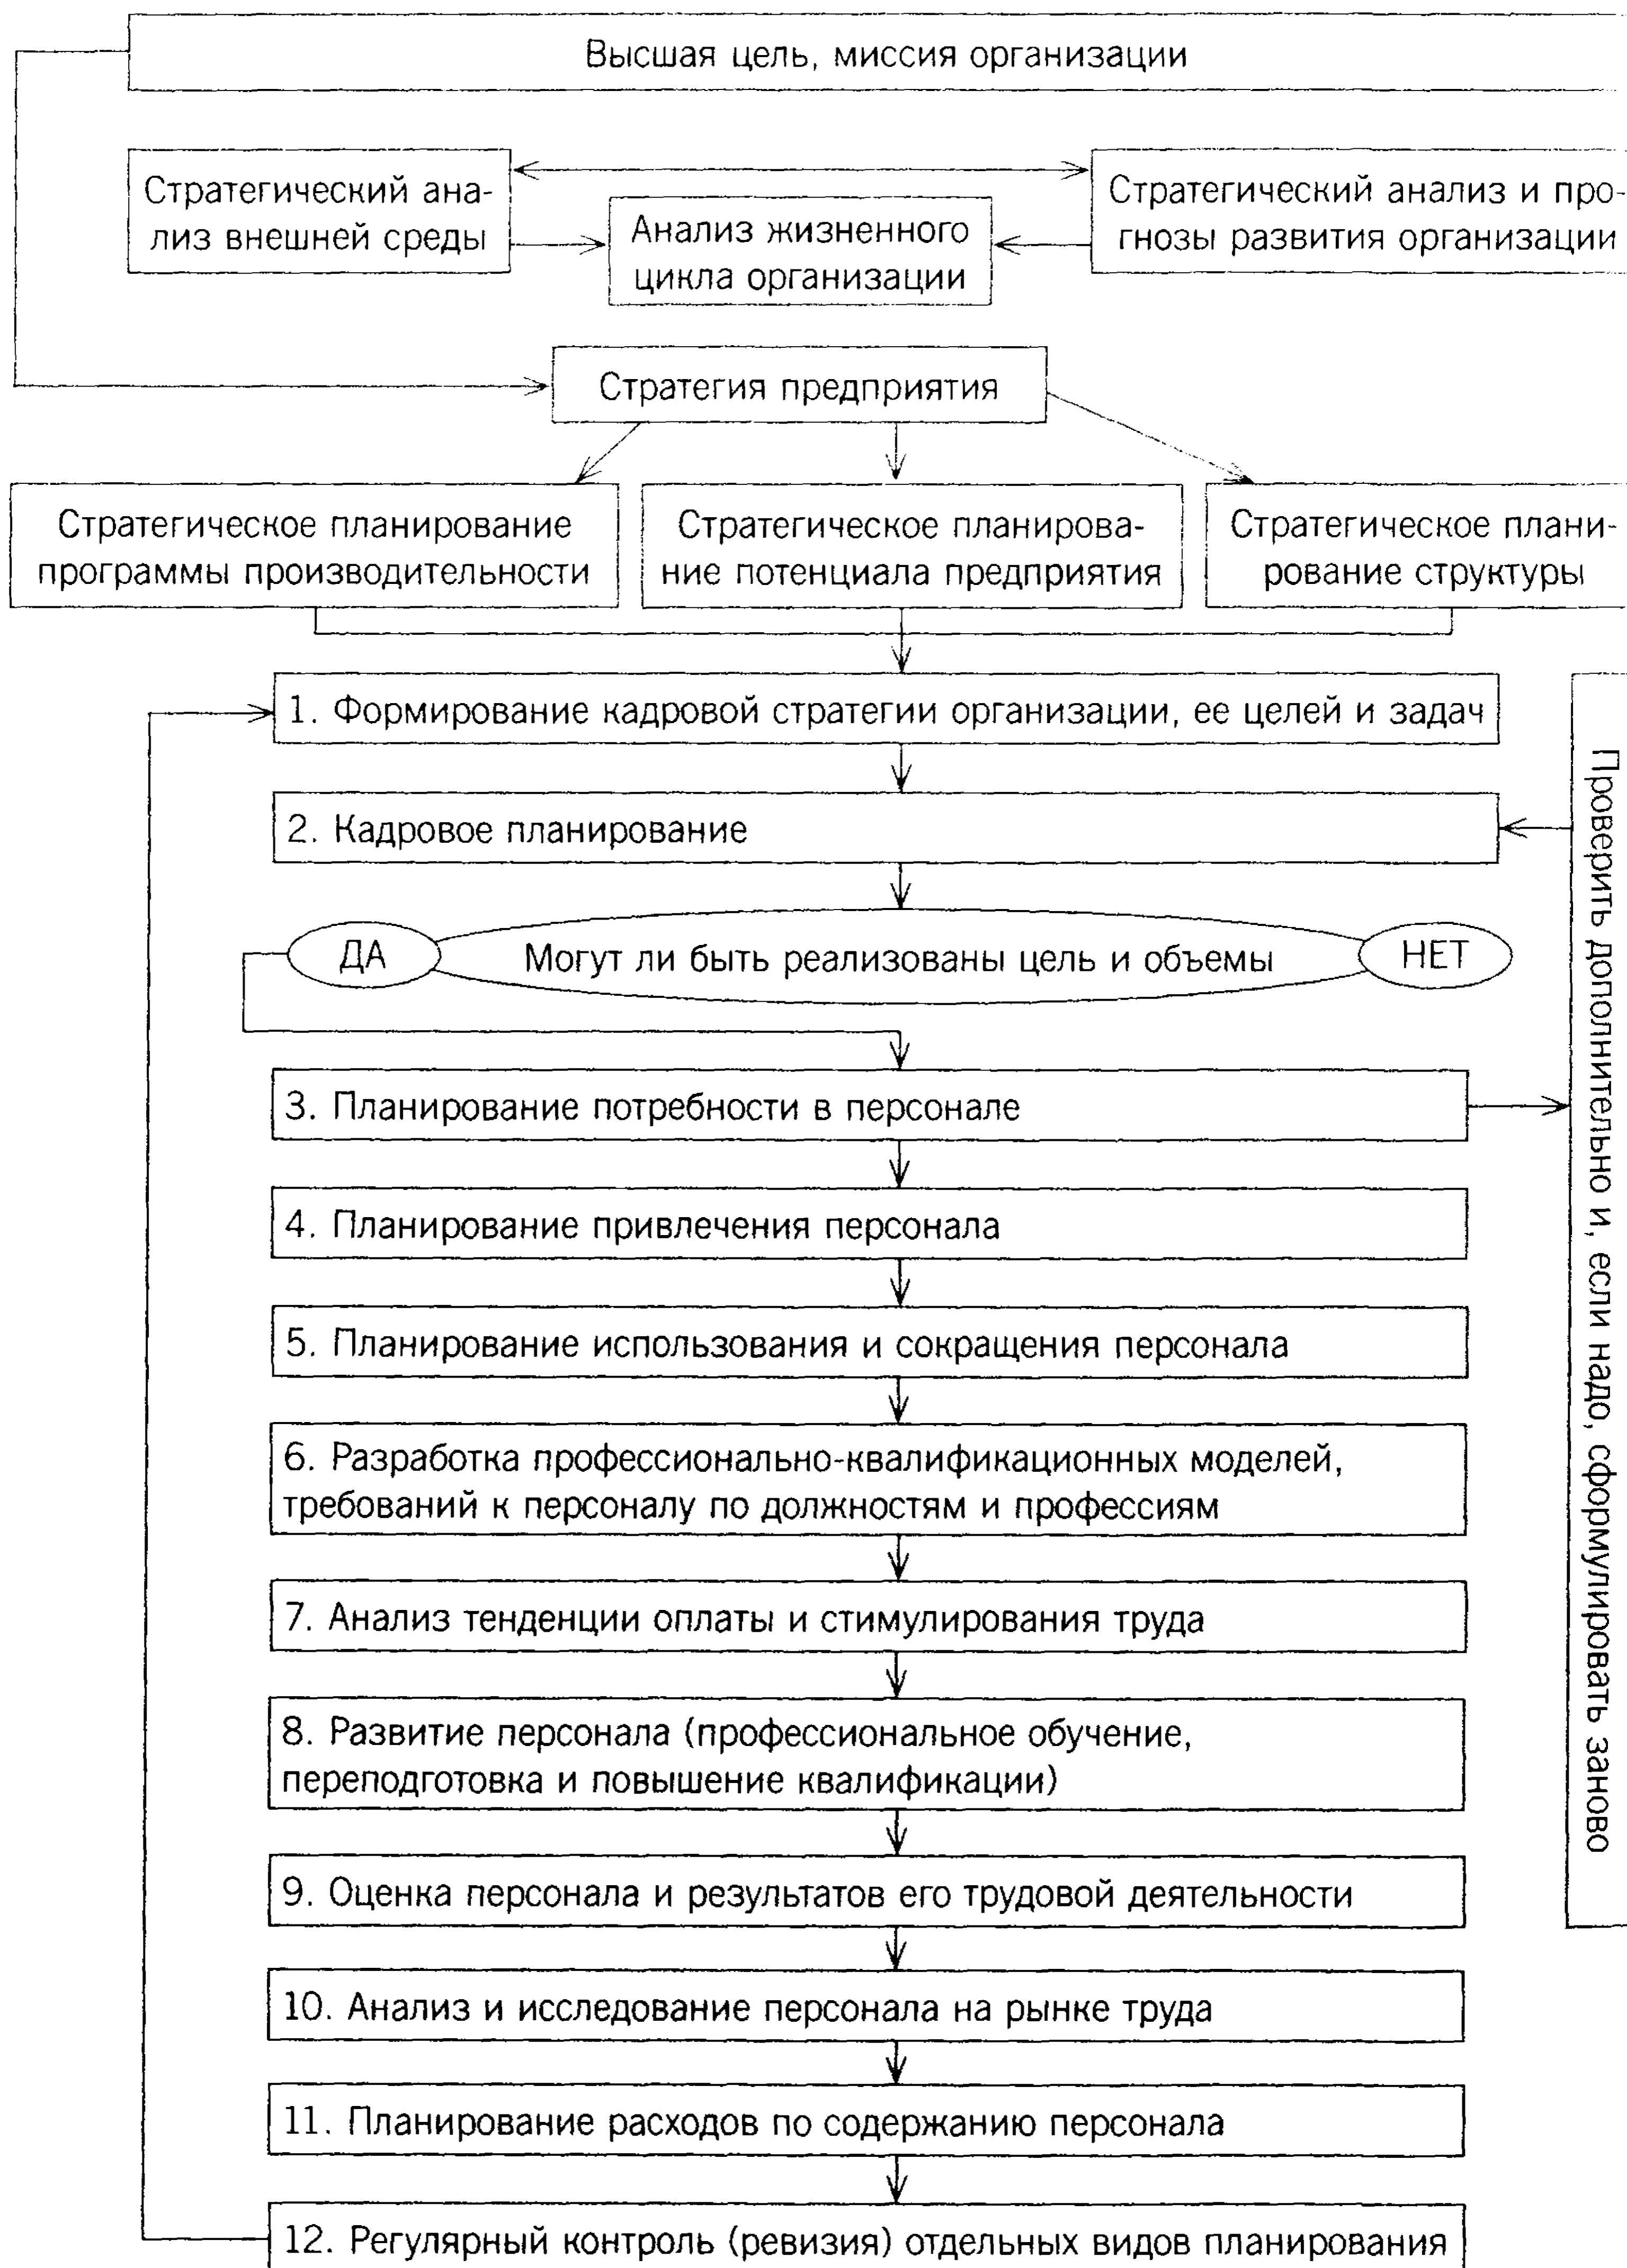 Высшая цель, миссия организации
Стратегический ана-
лиз внешней среды
Анализ жизненного
цикла организации
Стратегический анализ и про-
гнозы развития организации
Стратегия предприятия
Стратегическое планирование
программы производительности
Стратегическое планирова-
ние потенциала предприятия
Стратегическое плани-
рование структуры
1. Формирование кадровой стратегии организации, ее целей и задач
2. Кадровое планирование
ДА
Могут ли быть реализованы цель и объемы
НЕТ
3. Планирование потребности в персонале
4. Планирование привлечения персонала
5. Планирование использования и сокращения персонала
6. Разработка профессионально-квалификационных моделей,
требований к персоналу по должностям и профессиям
7. Анализ тенденции оплаты и стимулирования труда
8. Развитие персонала (профессиональное обучение,
переподготовка и повышение квалификации)
9. Оценка персонала и результатов его трудовой деятельности
10. Анализ и исследование персонала на рынке труда
11. Планирование расходов по содержанию персонала
12. Регулярный контроль (ревизия) отдельных видов планирования
Проверить дополнительно и, если надо, сформулировать заново